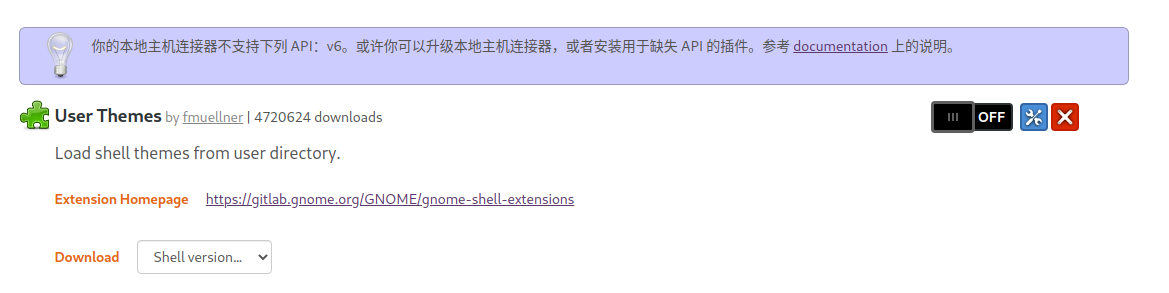 你的本地主机连接器不支持下列 API：v6。或许你可以升级本地主机连接器，或者安装用于缺失 API 的插件。参考 documentation 上的说明。
User Themes by fmuellner | 4720624 downloads
OFF
Load shell themes from user directory.
Extension Homepage https://gitlab.gnome.org/GNOME/gnome-shell-extensions
Download Shell version...